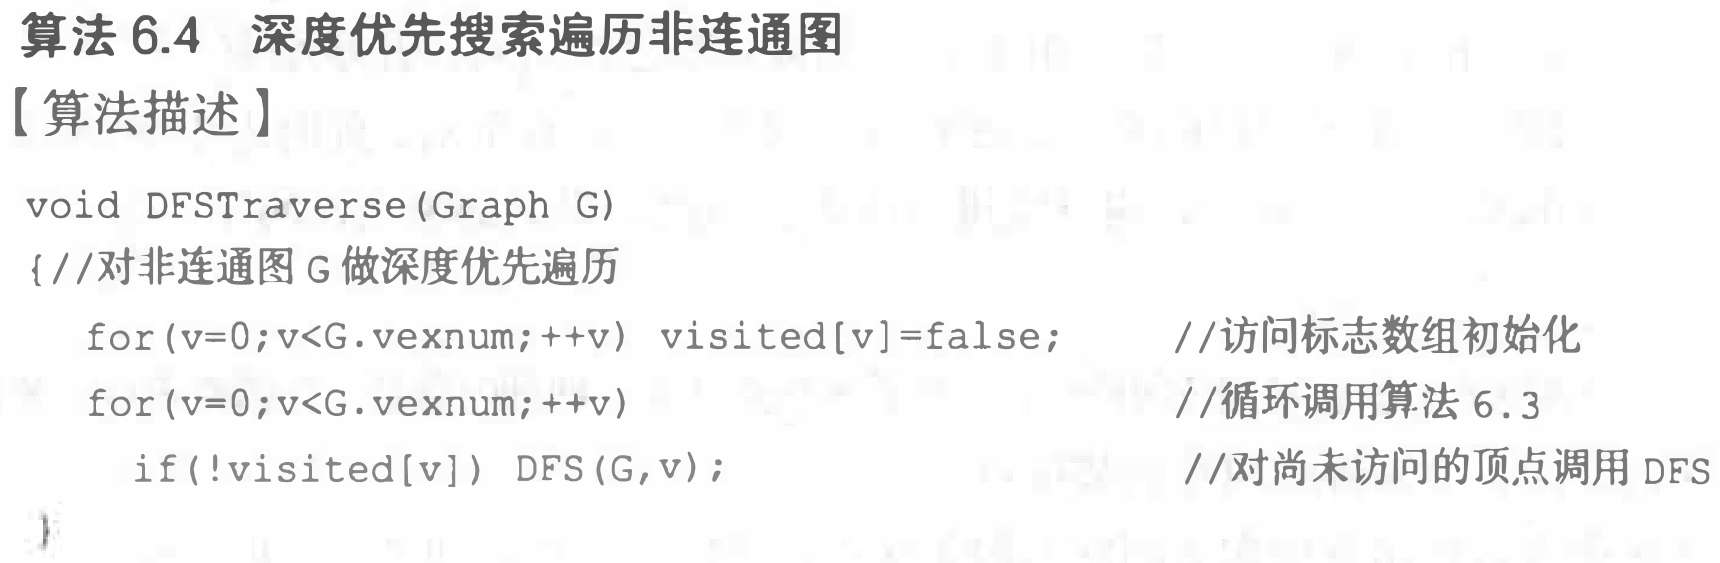 算法 6.4 深度优先搜索遍历非连通图
【算法描述】
void DFSTraverse(Graph G)
{//对非连通图 G 做深度优先遍历
for(v=0;v<G.vexnum;++v) visited[v]=false; //访问标志数组初始化
for(v=0;v<G.vexnum;++v) //循环调用算法 6.3
if(!visited[v]) DFS(G,v); //对尚未访问的顶点调用 DFS
}